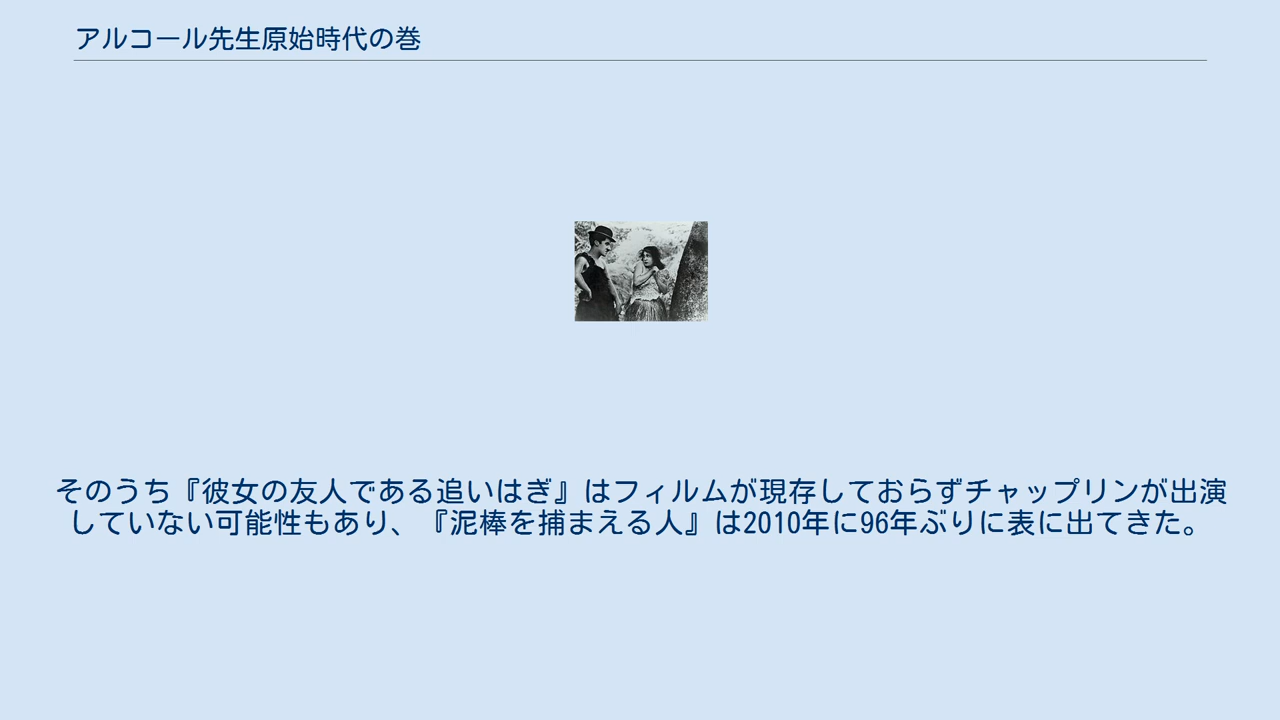 アルコール先生原始時代の巻
そのうち『彼女の友人である追いはぎ』はフィルムが現存しておらずチャップリンが出演
していない可能性もあり、『泥棒を捕まえる人』は2010年に96年ぶりに表に出てきた。